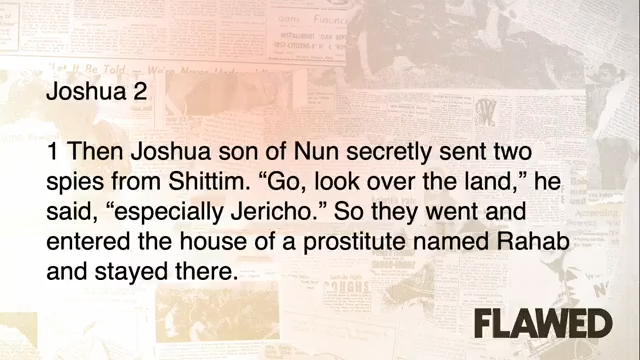 Joshua 2
1 Then Joshua son of Nun secretly sent two
spies from Shittim. “Go, look over the land,” he
said, “especially Jericho.” So they went and
entered the house of a prostitute named Rahab
and stayed there.
FLAWED